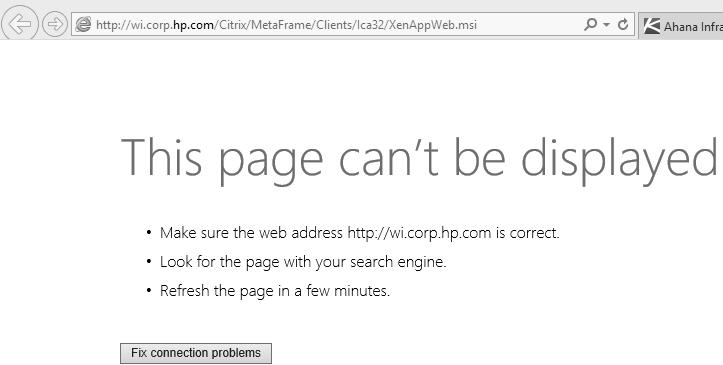 http://wi.corp.hp.com/Citrix/MetaFrame/Clients/Ica32/XenAppWeb.msi
Ahana Infra
This page can't be displayed
• Make sure the web address http://wi.corp.hp.com is correct.
• Look for the page with your search engine.
• Refresh the page in a few minutes.
Fix connection problems